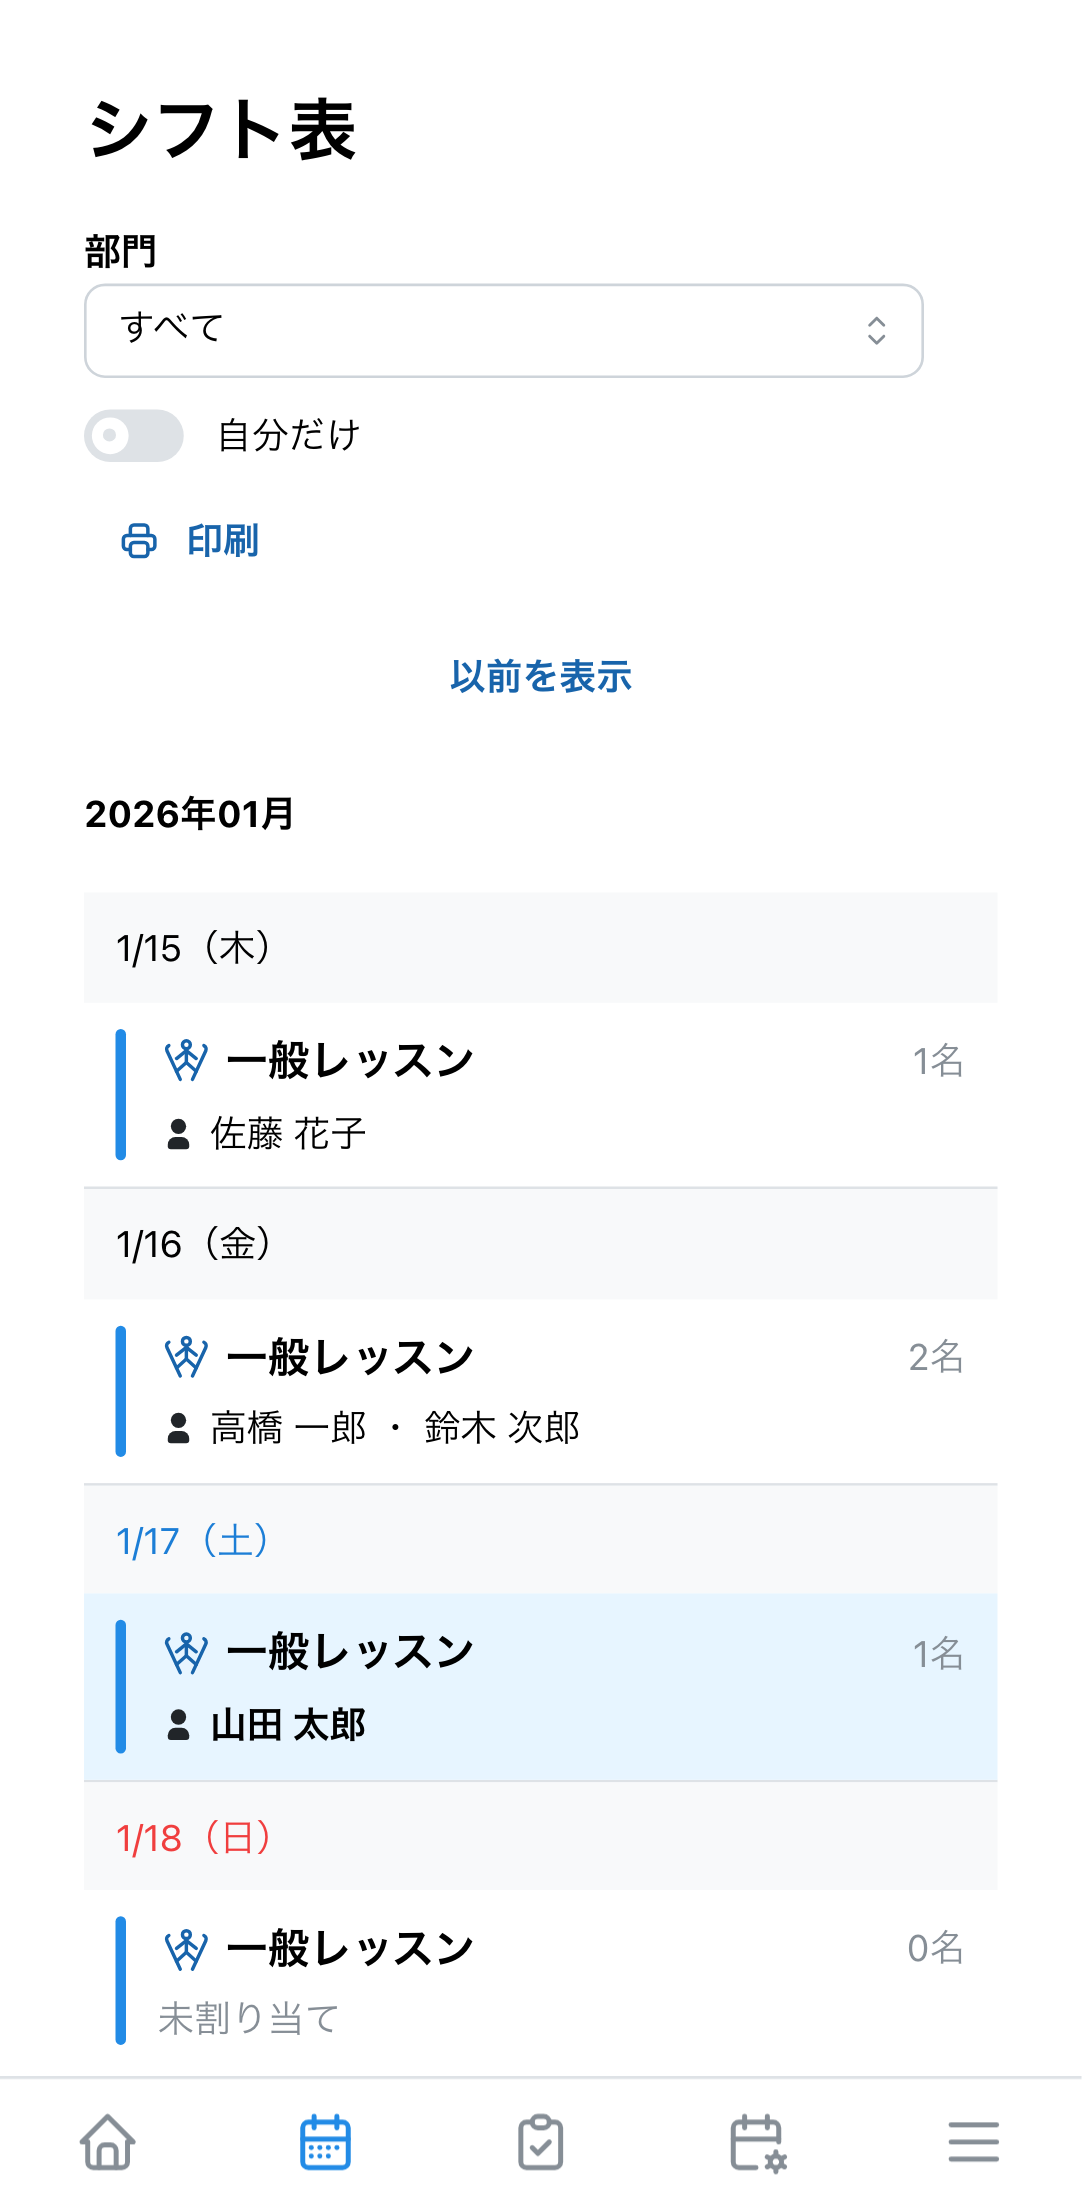 シフト表
部門
すべて
自分だけ
印刷
以前を表示
2026年01月
1/15（木）
一般レッスン 1名
佐藤 花子
1/16（金）
一般レッスン 2名
高橋 一郎 ・ 鈴木 次郎
1/17（土）
一般レッスン 1名
山田 太郎
1/18（日）
一般レッスン 0名
未割り当て